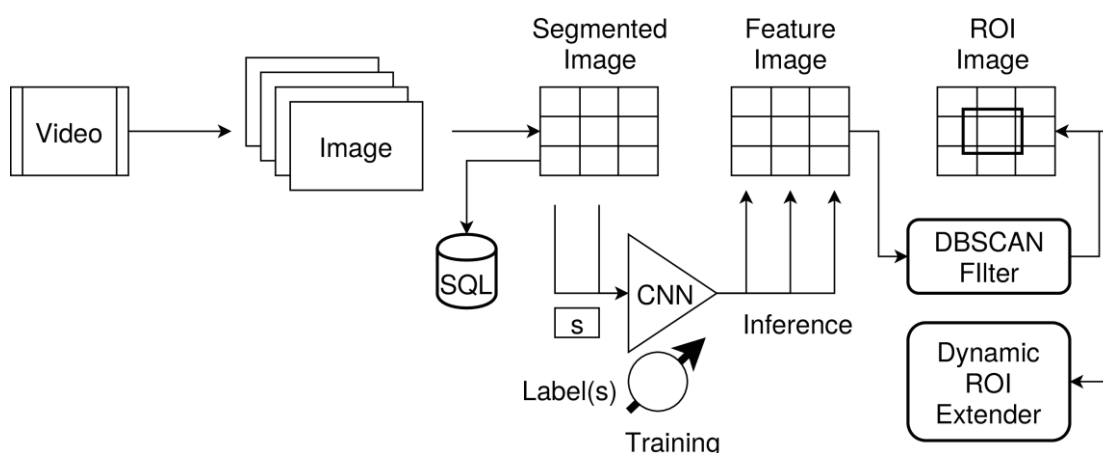 Segmented
Image
Feature
Image
ROI
Image
Video
Image
SQL
s
CNN
Inference
DBSCAN
FIlter
Label(s)
Training
Dynamic
ROI
Extender